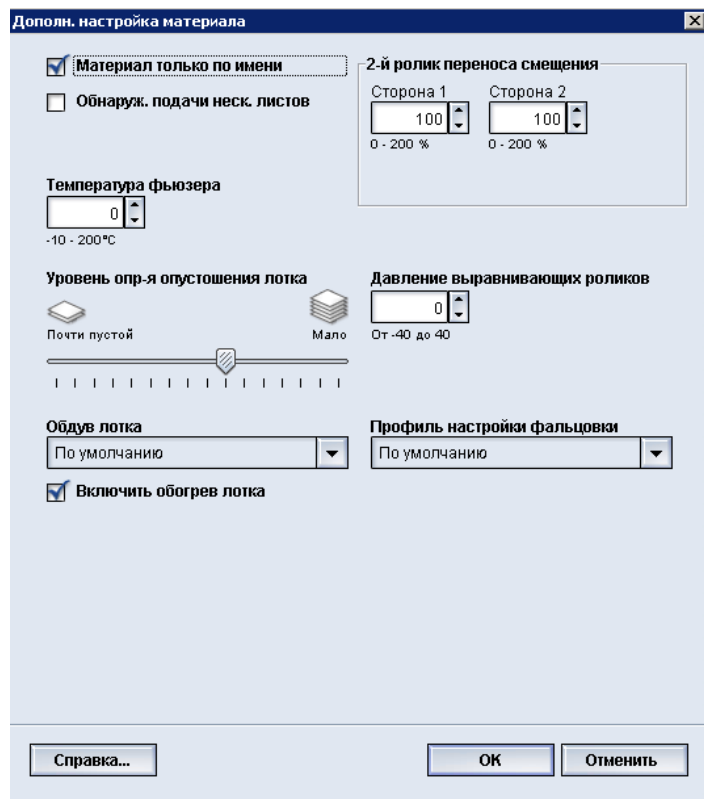 Дополн. настройка материала
Материал только по имени
Обнаруж. подачи неск. листов
2-й ролик переноса смещения
Сторона 1 Сторона 2
100 100
0 - 200 % 0 - 200 %
Температура фьюзера
0
-10 - 200°C
Уровень опр-я опустошения лотка
Почти пустой Мало
Давление выравнивающих роликов
0
От -40 до 40
Обдув лотка
По умолчанию
Профиль настройки фальцовки
По умолчанию
Включить обогрев лотка
Справка... OK Отменить